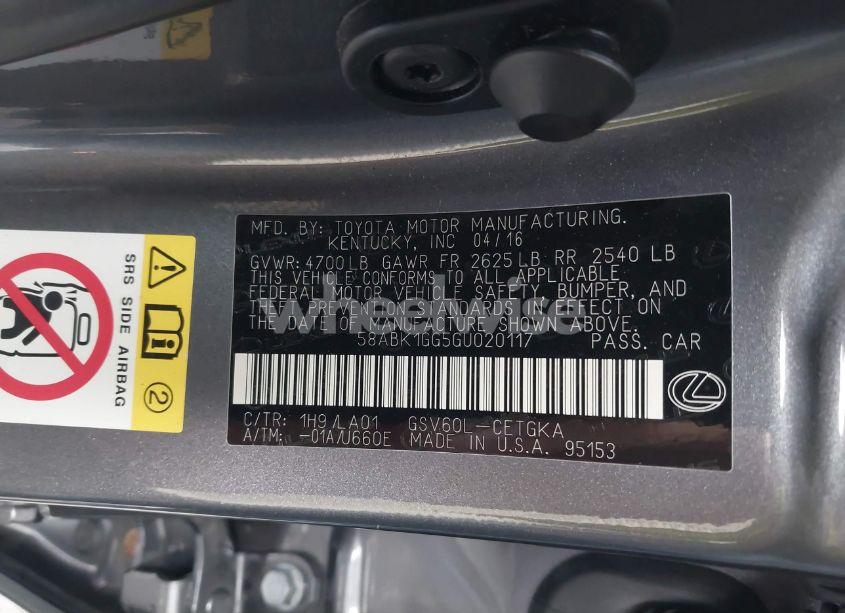 MFD. BY: TOYOTA MOTOR MANUFACTURING.
KENTUCKY, INC 04/16
GVWR: 4700LB GAWR FR 2625LB RR 2540 LB
THIS VEHICLE CONFORMS TO ALL APPLICABLE
FEDERAL MOTOR VEHICLE SAFETY, BUMPER, AND
THEFT PREVENTION STANDARDS IN EFFECT ON
THE DATE OF MANUFACTURE SHOWN ABOVE.
58ABK1GG5GU020117 PASS. CAR
C/TR: 1H9/LA01 GSV60L-CETGKA
A/TM: -01A/U660E MADE IN U.S.A. 95153
SRS SIDE AIRBAG
2
wheelwise